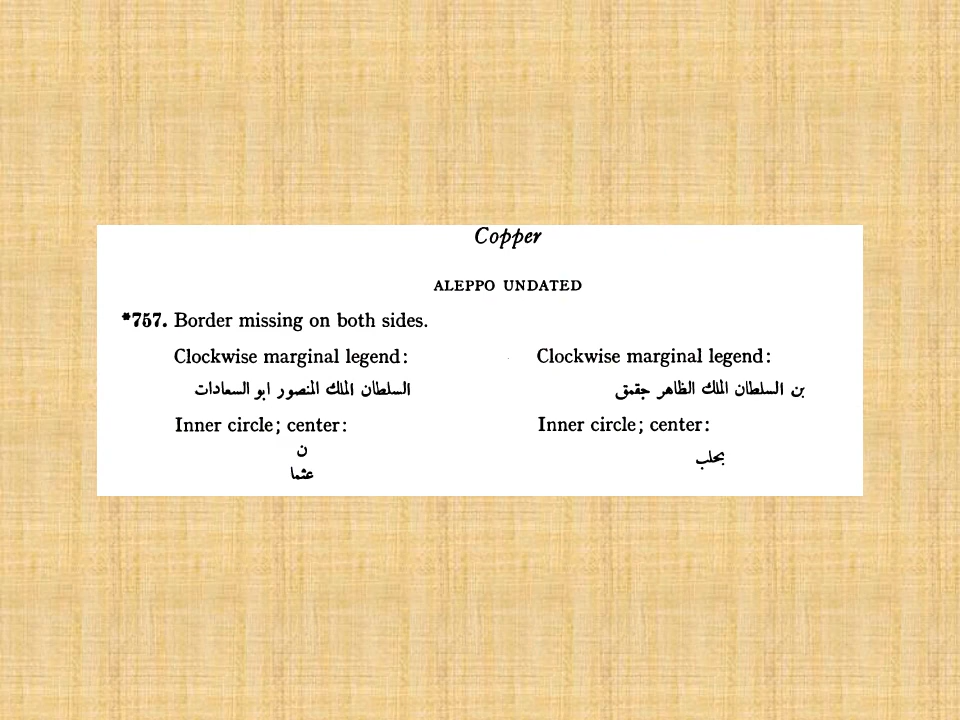 Copper
ALEPPO UNDATED
*757. Border missing on both sides.
Clockwise marginal legend:
السلطان الملك المنصور ابو السعادات
Inner circle; center:
ن
عثما
Clockwise marginal legend:
بن السلطان الملك الظاهر جقمق
Inner circle; center:
بحلب